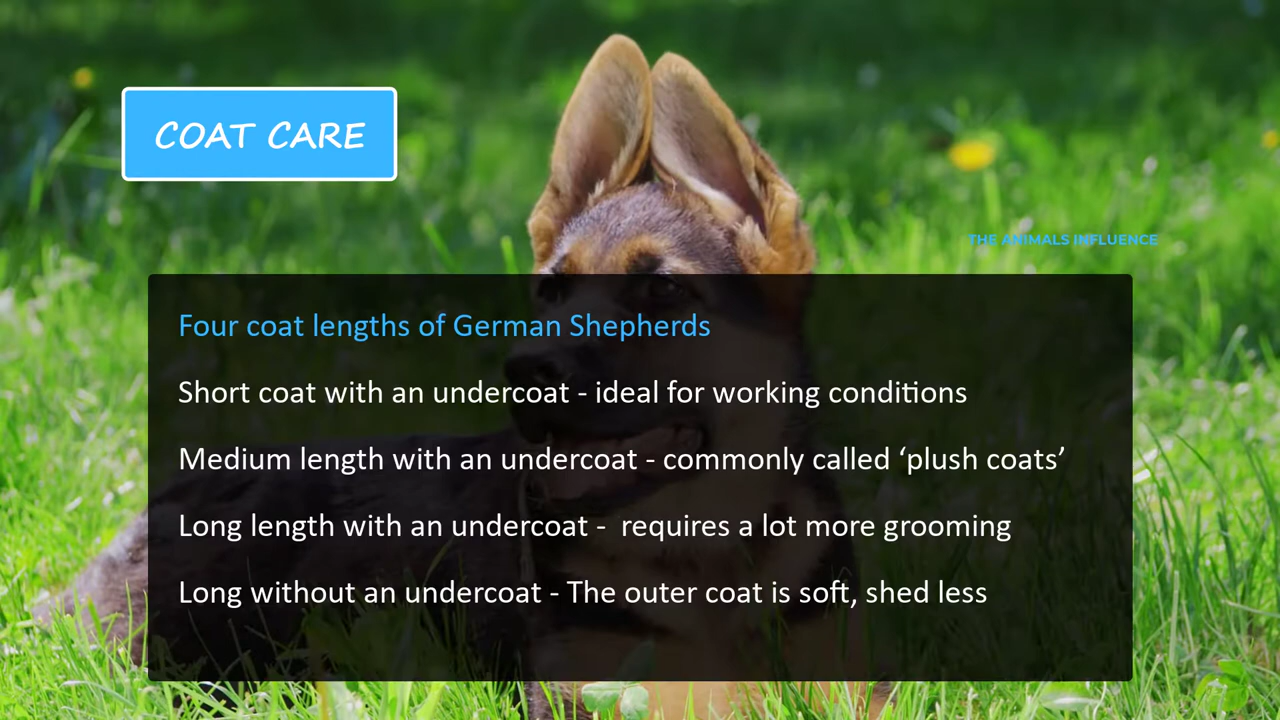 COAT CARE
THE ANIMALS INFLUENCE
Four coat lengths of German Shepherds
Short coat with an undercoat - ideal for working conditions
Medium length with an undercoat - commonly called ‘plush coats’
Long length with an undercoat -  requires a lot more grooming
Long without an undercoat - The outer coat is soft, shed less